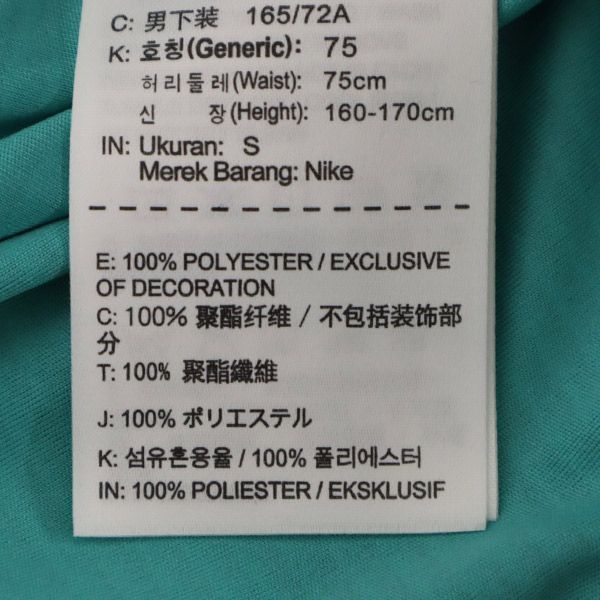 C: 男下装 165/72A
K: 호칭(Generic): 75
허리둘레(Waist): 75cm
신 장(Height): 160-170cm
IN: Ukuran: S
Merek Barang: Nike
E: 100% POLYESTER / EXCLUSIVE
OF DECORATION
C: 100% 聚酯纤维 / 不包括装饰部
分
T: 100% 聚酯纖維
J: 100% ポリエステル
K: 섬유혼용율 / 100% 폴리에스터
IN: 100% POLIESTER / EKSKLUSIF